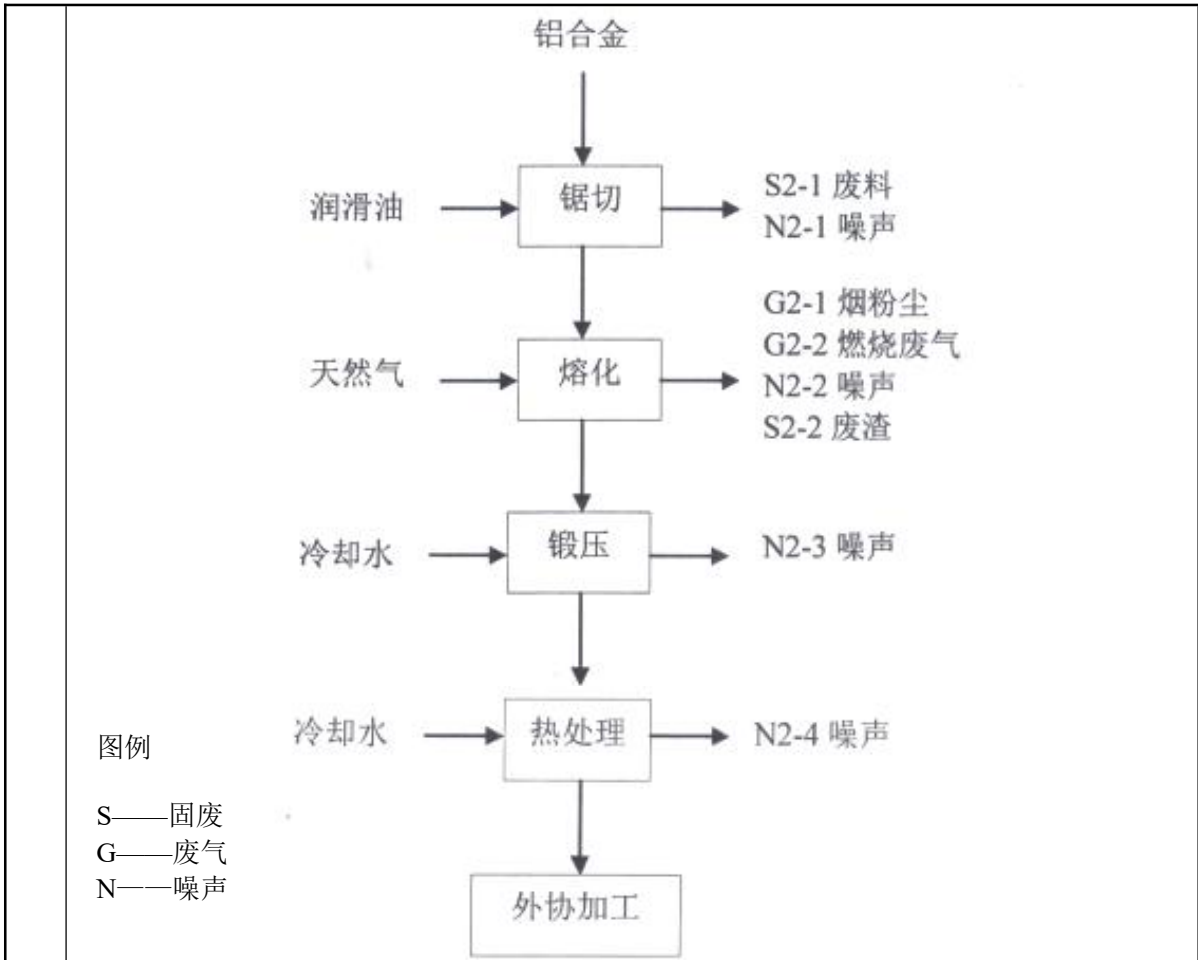 铝合金
润滑油
锯切
S2-1 废料
N2-1 噪声
天然气
熔化
G2-1 烟粉尘
G2-2 燃烧废气
N2-2 噪声
S2-2 废渣
冷却水
锻压
N2-3 噪声
冷却水
热处理
N2-4 噪声
外协加工
图例
S——固废
G——废气
N——噪声